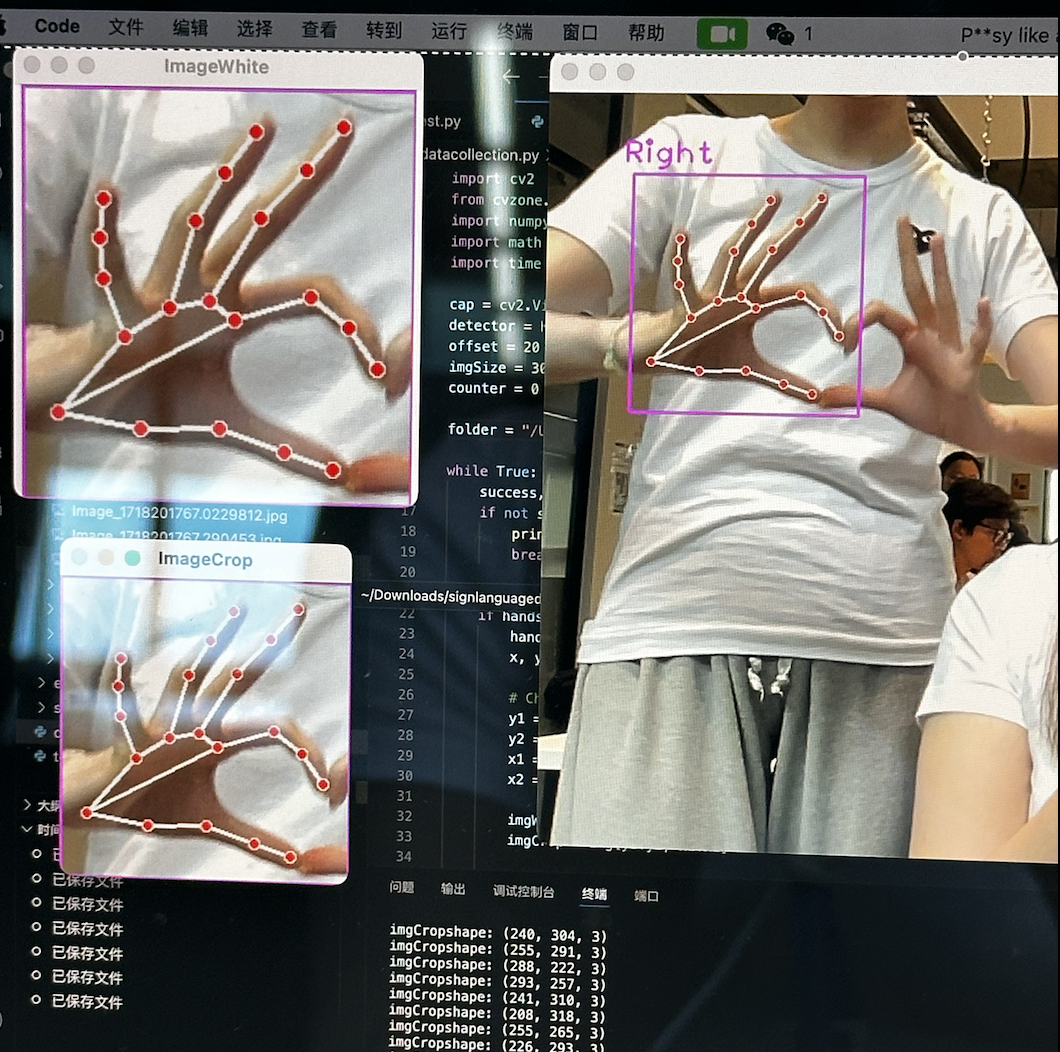 Code 文件 编辑 选择 查看 转到 运行 终端 窗口 帮助 1 P**sy like
ImageWhite
st.py
datacollection.py
import cv2
from cvzone.
import numpy
import math
import time
cap = cv2.Vi
detector = H
offset = 20
imgSize = 30
counter = 0
folder = "/U
while True:
success,
17 if not s
18 prin
19 brea
20
Image_1718201767.0229812.jpg
Image_1718201767.290453.jpg
ImageCrop
~/Downloads/signlanguaged
22 if hands
23 hand
24 x, y
25
26 # Ch
27 y1 =
28 y2 =
29 x1 =
30 x2 =
31
32 imgW
33 imgC
34
Right
大纲
时间
已保存文件
已保存文件
已保存文件
已保存文件
已保存文件
已保存文件
问题 输出 调试控制台 终端 端口
imgCropshape: (240, 304, 3)
imgCropshape: (255, 291, 3)
imgCropshape: (288, 222, 3)
imgCropshape: (293, 257, 3)
imgCropshape: (241, 310, 3)
imgCropshape: (208, 318, 3)
imgCropshape: (255, 265, 3)
imgCropshape: (226, 293, 3)